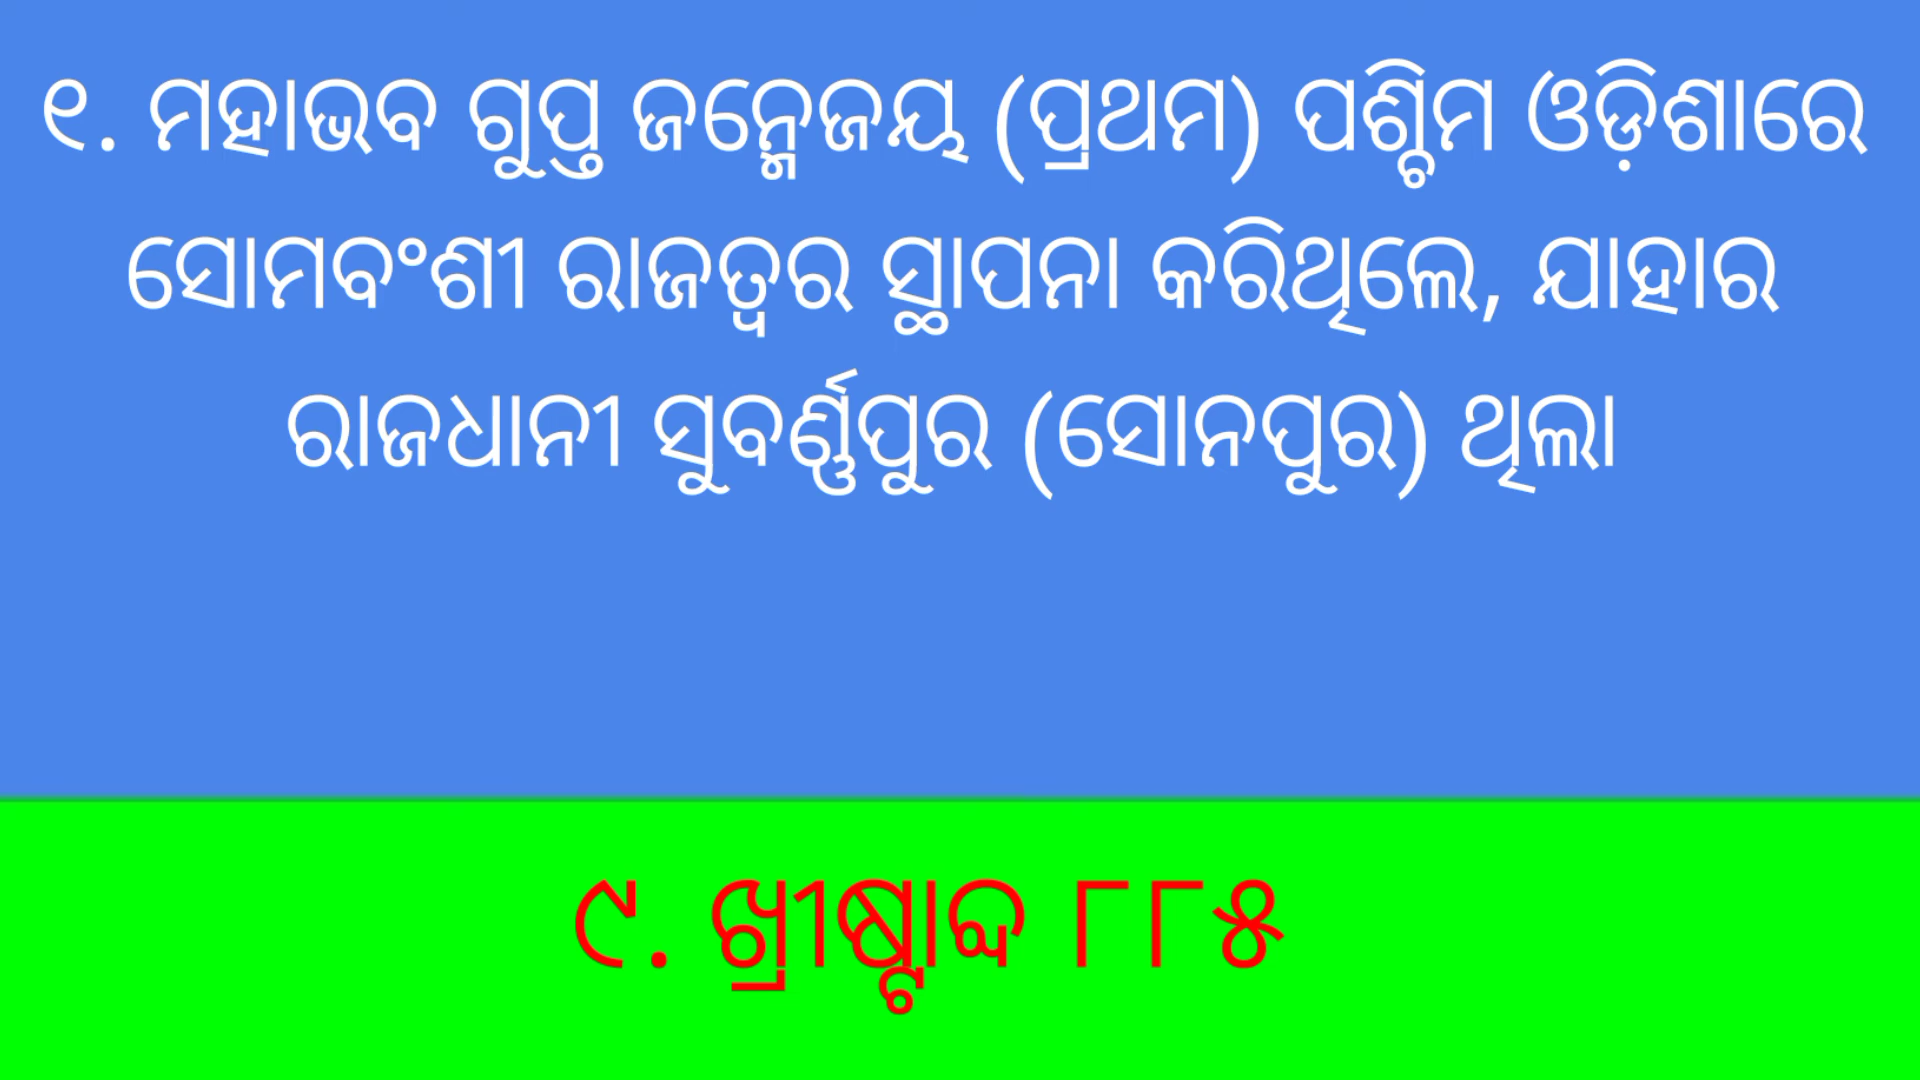 ୧. ମହାଭବ ଗୁପ୍ତ ଜନ୍ମେଜୟ (ପ୍ରଥମ) ପଶ୍ଚିମ ଓଡ଼ିଶାରେ
ସୋମବଂଶୀ ରାଜତ୍ୱର ସ୍ଥାପନା କରିଥିଲେ, ଯାହାର
ରାଜଧାନୀ ସୁବର୍ଣ୍ଣପୁର (ସୋନପୁର) ଥିଲା
୯. ଖ୍ରୀଷ୍ଟାବ୍ଦ ୮୮୫